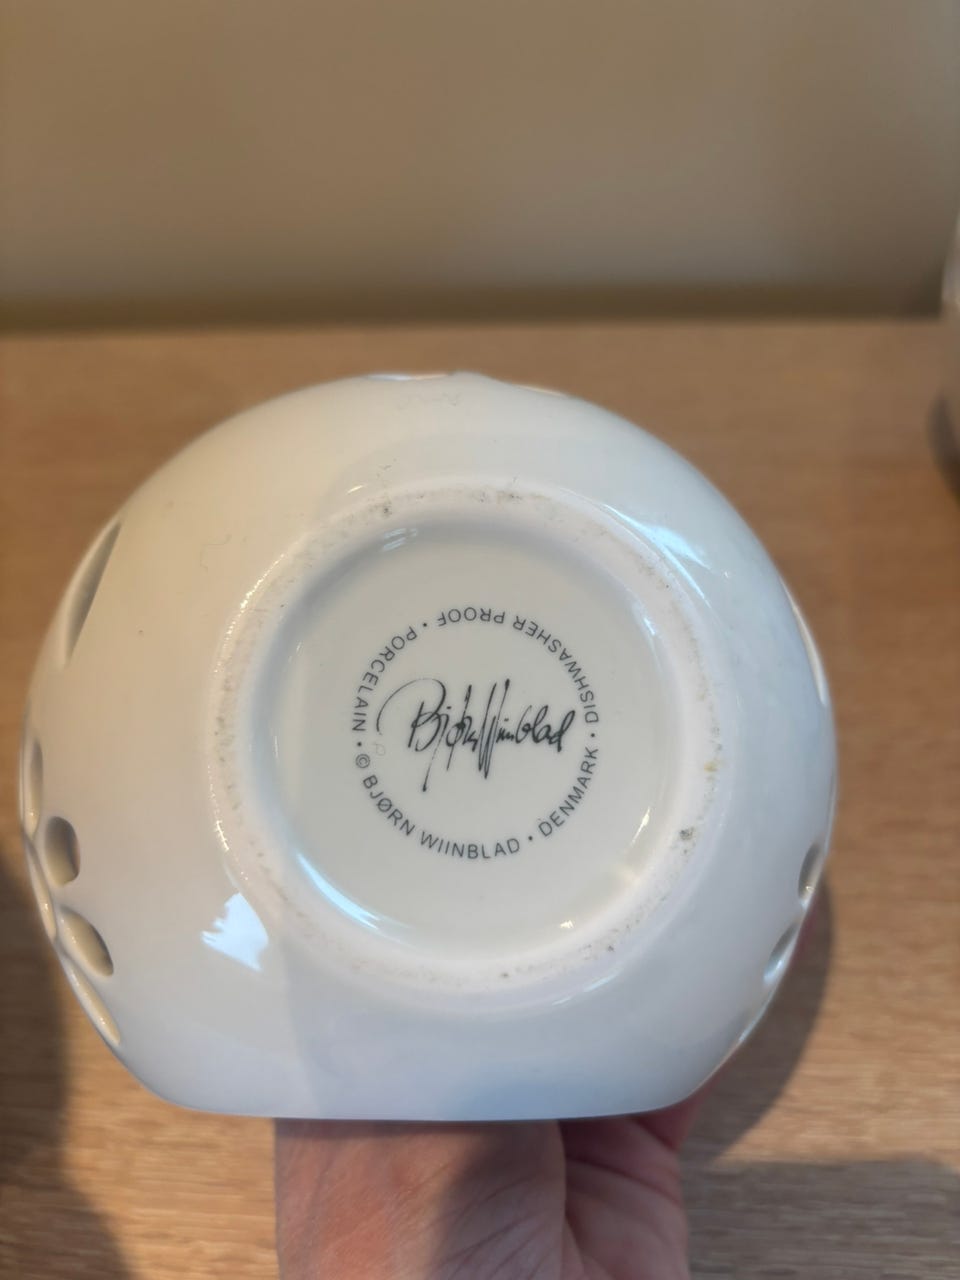 Bjørn Wiinblad
© BJØRN WIINBLAD • DENMARK • DISHWASHER PROOF • PORCELAIN •